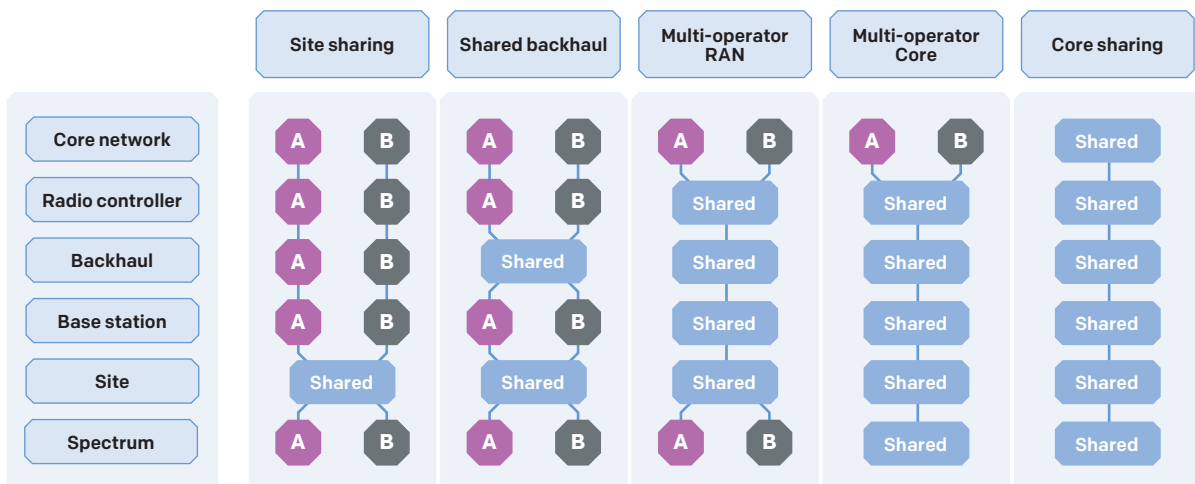 Site sharing
Shared backhaul
Multi-operator
RAN
Multi-operator
Core
Core sharing
Core network
A B A B A B A B Shared
Radio controller
A B A B Shared Shared Shared
Backhaul
A B Shared Shared Shared Shared
Base station
A B A B Shared Shared Shared
Site
Shared Shared Shared Shared Shared
Spectrum
A B A B A B Shared Shared